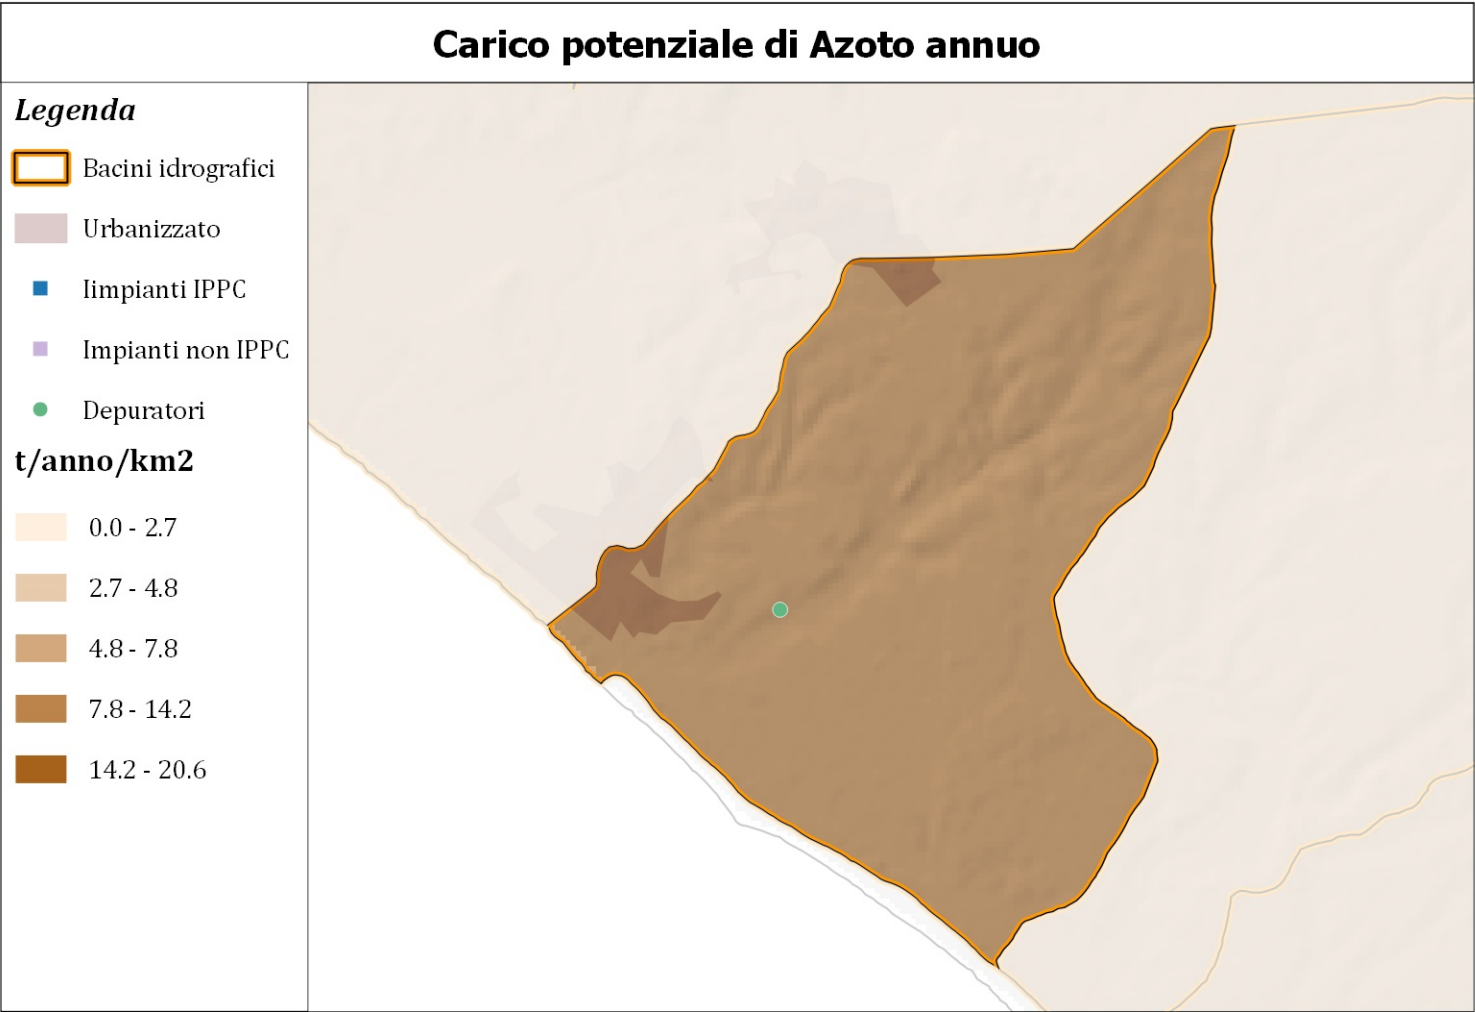 Carico potenziale di Azoto annuo
Legenda
Bacini idrografici
Urbanizzato
Iimpianti IPPC
Impianti non IPPC
Depuratori
t/anno/km2
0.0 - 2.7
2.7 - 4.8
4.8 - 7.8
7.8 - 14.2
14.2 - 20.6